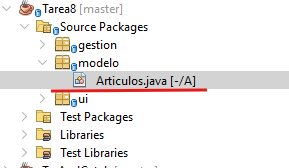 Tarea8 [master]
Source Packages
gestion
modelo
Articulos.java [-/A]
ui
Test Packages
Libraries
Test Libraries